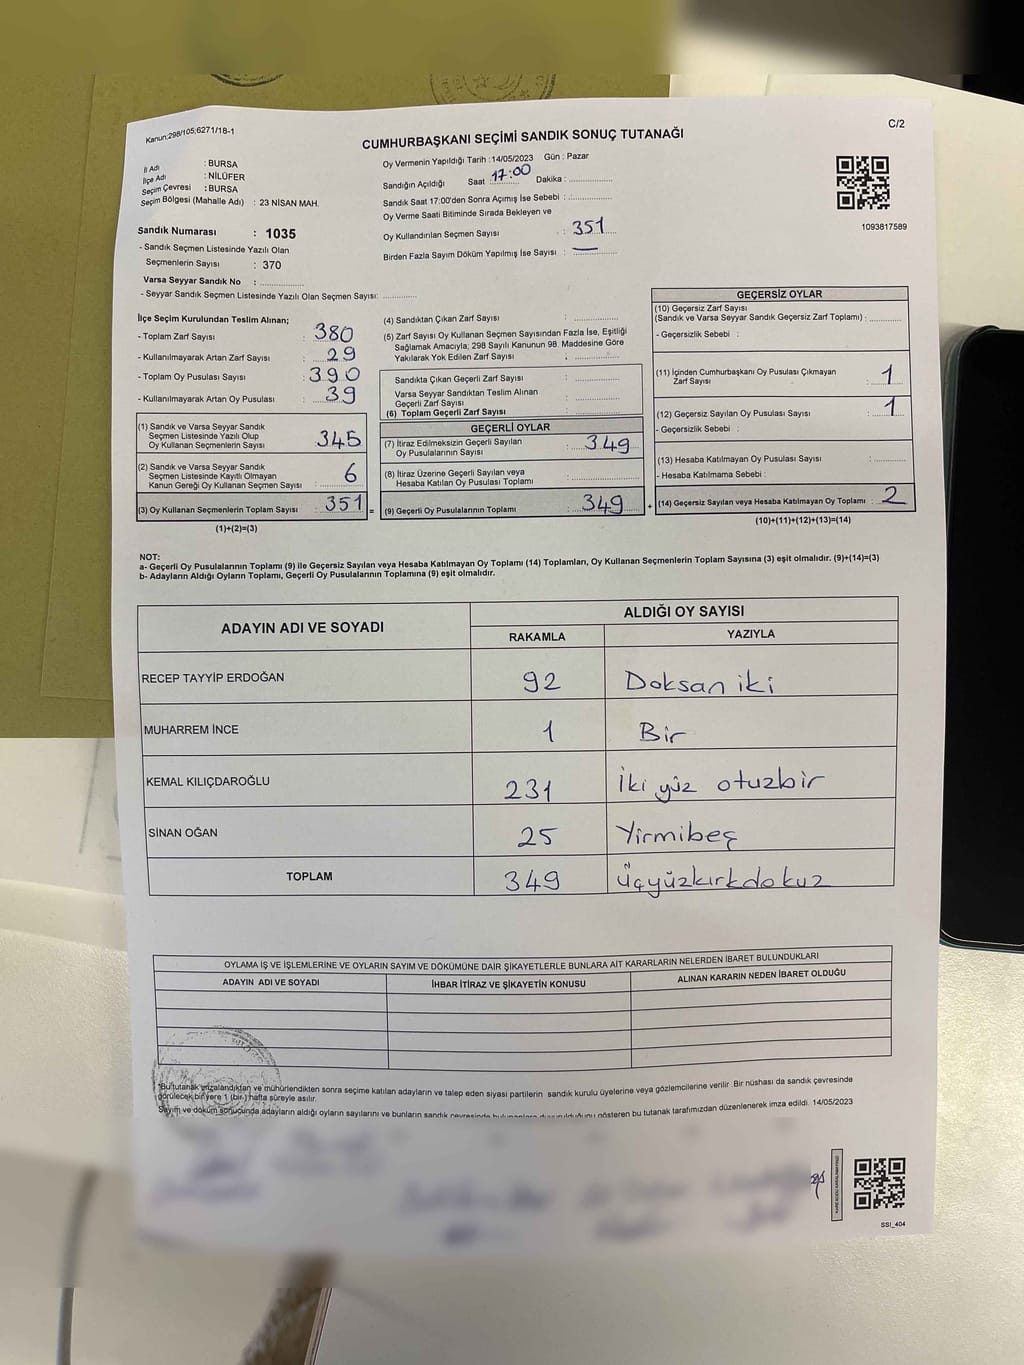 Kanun:298/105;6271/18-1
C/2
CUMHURBAŞKANI SEÇİMİ SANDIK SONUÇ TUTANAĞI
İl Adı : BURSA
İlçe Adı : NİLÜFER
Seçim Çevresi : BURSA
Seçim Bölgesi (Mahalle Adı) : 23 NİSAN MAH.
Oy Vermenin Yapıldığı Tarih : 14/05/2023 Gün : Pazar
Sandığın Açıldığı Saat 17:00 Dakika : ..............
Sandık Saat 17:00'den Sonra Açımış İse Sebebi : ..............
Oy Verme Saati Bitiminde Sırada Bekleyen ve
Oy Kullandırılan Seçmen Sayısı : 351
Birden Fazla Sayım Döküm Yapılmış İse Sayısı : —
1093817589
Sandık Numarası : 1035
- Sandık Seçmen Listesinde Yazılı Olan
Seçmenlerin Sayısı : 370
Varsa Seyyar Sandık No : ..............
- Seyyar Sandık Seçmen Listesinde Yazılı Olan Seçmen Sayısı: ..............
İlçe Seçim Kurulundan Teslim Alınan;
- Toplam Zarf Sayısı : 380
- Kullanılmayarak Artan Zarf Sayısı : 29
- Toplam Oy Pusulası Sayısı : 390
- Kullanılmayarak Artan Oy Pusulası : 39
(1) Sandık ve Varsa Seyyar Sandık
Seçmen Listesinde Yazılı Olup
Oy Kullanan Seçmenlerin Sayısı : 345
(2) Sandık ve Varsa Seyyar Sandık
Seçmen Listesinde Kayıtlı Olmayan
Kanun Gereği Oy Kullanan Seçmen Sayısı : 6
(3) Oy Kullanan Seçmenlerin Toplam Sayısı : 351
(1)+(2)=(3)
=
(4) Sandıktan Çıkan Zarf Sayısı : ..............
(5) Zarf Sayısı Oy Kullanan Seçmen Sayısından Fazla İse, Eşitliği
Sağlamak Amacıyla; 298 Sayılı Kanunun 98. Maddesine Göre
Yakılarak Yok Edilen Zarf Sayısı : ..............
Sandıkta Çıkan Geçerli Zarf Sayısı : ..............
Varsa Seyyar Sandıktan Teslim Alınan
Geçerli Zarf Sayısı : ..............
(6) Toplam Geçerli Zarf Sayısı : ..............
GEÇERLİ OYLAR
(7) İtiraz Edilmeksizin Geçerli Sayılan
Oy Pusulalarının Sayısı : 349
(8) İtiraz Üzerine Geçerli Sayılan veya
Hesaba Katılan Oy Pusulası Toplamı : ..............
(9) Geçerli Oy Pusulalarının Toplamı : 349
+
GEÇERSİZ OYLAR
(10) Geçersiz Zarf Sayısı
(Sandık ve Varsa Seyyar Sandık Geçersiz Zarf Toplamı) : ..............
- Geçersizlik Sebebi :
(11) İçinden Cumhurbaşkanı Oy Pusulası Çıkmayan
Zarf Sayısı : 1
(12) Geçersiz Sayılan Oy Pusulası Sayısı : 1
- Geçersizlik Sebebi :
(13) Hesaba Katılmayan Oy Pusulası Sayısı : ..............
- Hesaba Katılmama Sebebi :
(14) Geçersiz Sayılan veya Hesaba Katılmayan Oy Toplamı : 2
(10)+(11)+(12)+(13)=(14)
NOT:
a- Geçerli Oy Pusulalarının Toplamı (9) ile Geçersiz Sayılan veya Hesaba Katılmayan Oy Toplamı (14) Toplamları, Oy Kullanan Seçmenlerin Toplam Sayısına (3) eşit olmalıdır. (9)+(14)=(3)
b- Adayların Aldığı Oyların Toplamı, Geçerli Oy Pusulalarının Toplamına (9) eşit olmalıdır.
ADAYIN ADI VE SOYADI
ALDIĞI OY SAYISI
RAKAMLA YAZIYLA
RECEP TAYYİP ERDOĞAN 92 Doksan iki
MUHARREM İNCE 1 Bir
KEMAL KILIÇDAROĞLU 231 İki yüz otuzbir
SİNAN OĞAN 25 Yirmibeş
TOPLAM 349 Üçyüzkırkdokuz
OYLAMA İŞ VE İŞLEMLERİNE VE OYLARIN SAYIM VE DÖKÜMÜNE DAİR ŞİKAYETLERLE BUNLARA AİT KARARLARIN NELERDEN İBARET BULUNDUKLARI
ADAYIN ADI VE SOYADI İHBAR İTİRAZ VE ŞİKAYETİN KONUSU ALINAN KARARIN NEDEN İBARET OLDUĞU
*Bu tutanak imzalandıktan ve mühürlendikten sonra seçime katılan adayların ve talep eden siyasi partilerin sandık kurulu üyelerine veya gözlemcilerine verilir. Bir nüshası da sandık çevresinde
görülecek bir yere 1 (bir) hafta süreyle asılır.
Sayım ve döküm sonucunda adayların aldığı oyların sayılarını ve bunların sandık çevresinde gösteren bu tutanak tarafımızdan düzenlenerek imza edildi. 14/05/2023
SSİ_404